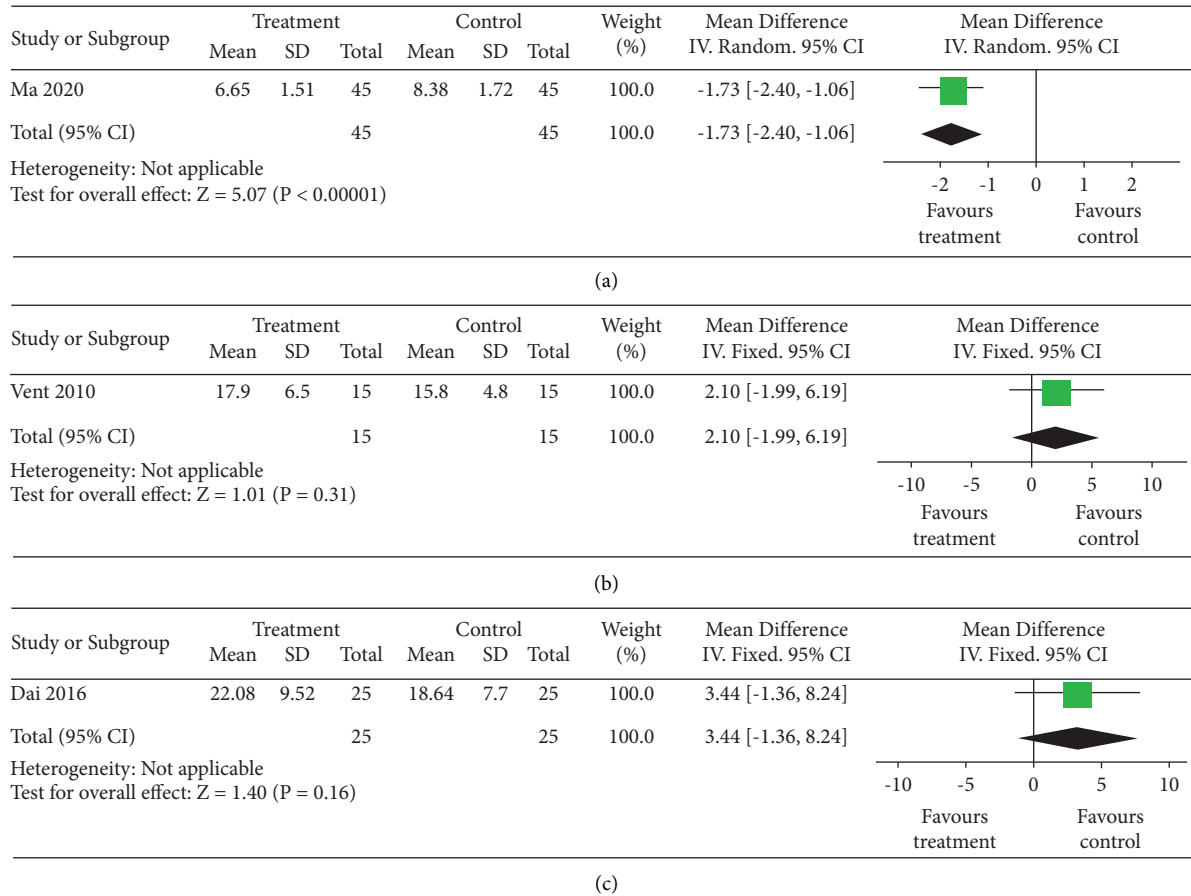 Study or Subgroup Treatment Control Weight (%) Mean Difference IV. Random. 95% CI Mean Difference IV. Random. 95% CI
Mean SD Total Mean SD Total
Ma 2020 6.65 1.51 45 8.38 1.72 45 100.0 -1.73 [-2.40, -1.06]
Total (95% CI) 45 45 100.0 -1.73 [-2.40, -1.06]
Heterogeneity: Not applicable
Test for overall effect: Z = 5.07 (P < 0.00001)
-2 -1 0 1 2
Favours treatment Favours control
(a)
Study or Subgroup Treatment Control Weight (%) Mean Difference IV. Fixed. 95% CI Mean Difference IV. Fixed. 95% CI
Mean SD Total Mean SD Total
Vent 2010 17.9 6.5 15 15.8 4.8 15 100.0 2.10 [-1.99, 6.19]
Total (95% CI) 15 15 100.0 2.10 [-1.99, 6.19]
Heterogeneity: Not applicable
Test for overall effect: Z = 1.01 (P = 0.31)
-10 -5 0 5 10
Favours treatment Favours control
(b)
Study or Subgroup Treatment Control Weight (%) Mean Difference IV. Fixed. 95% CI Mean Difference IV. Fixed. 95% CI
Mean SD Total Mean SD Total
Dai 2016 22.08 9.52 25 18.64 7.7 25 100.0 3.44 [-1.36, 8.24]
Total (95% CI) 25 25 100.0 3.44 [-1.36, 8.24]
Heterogeneity: Not applicable
Test for overall effect: Z = 1.40 (P = 0.16)
-10 -5 0 5 10
Favours treatment Favours control
(c)